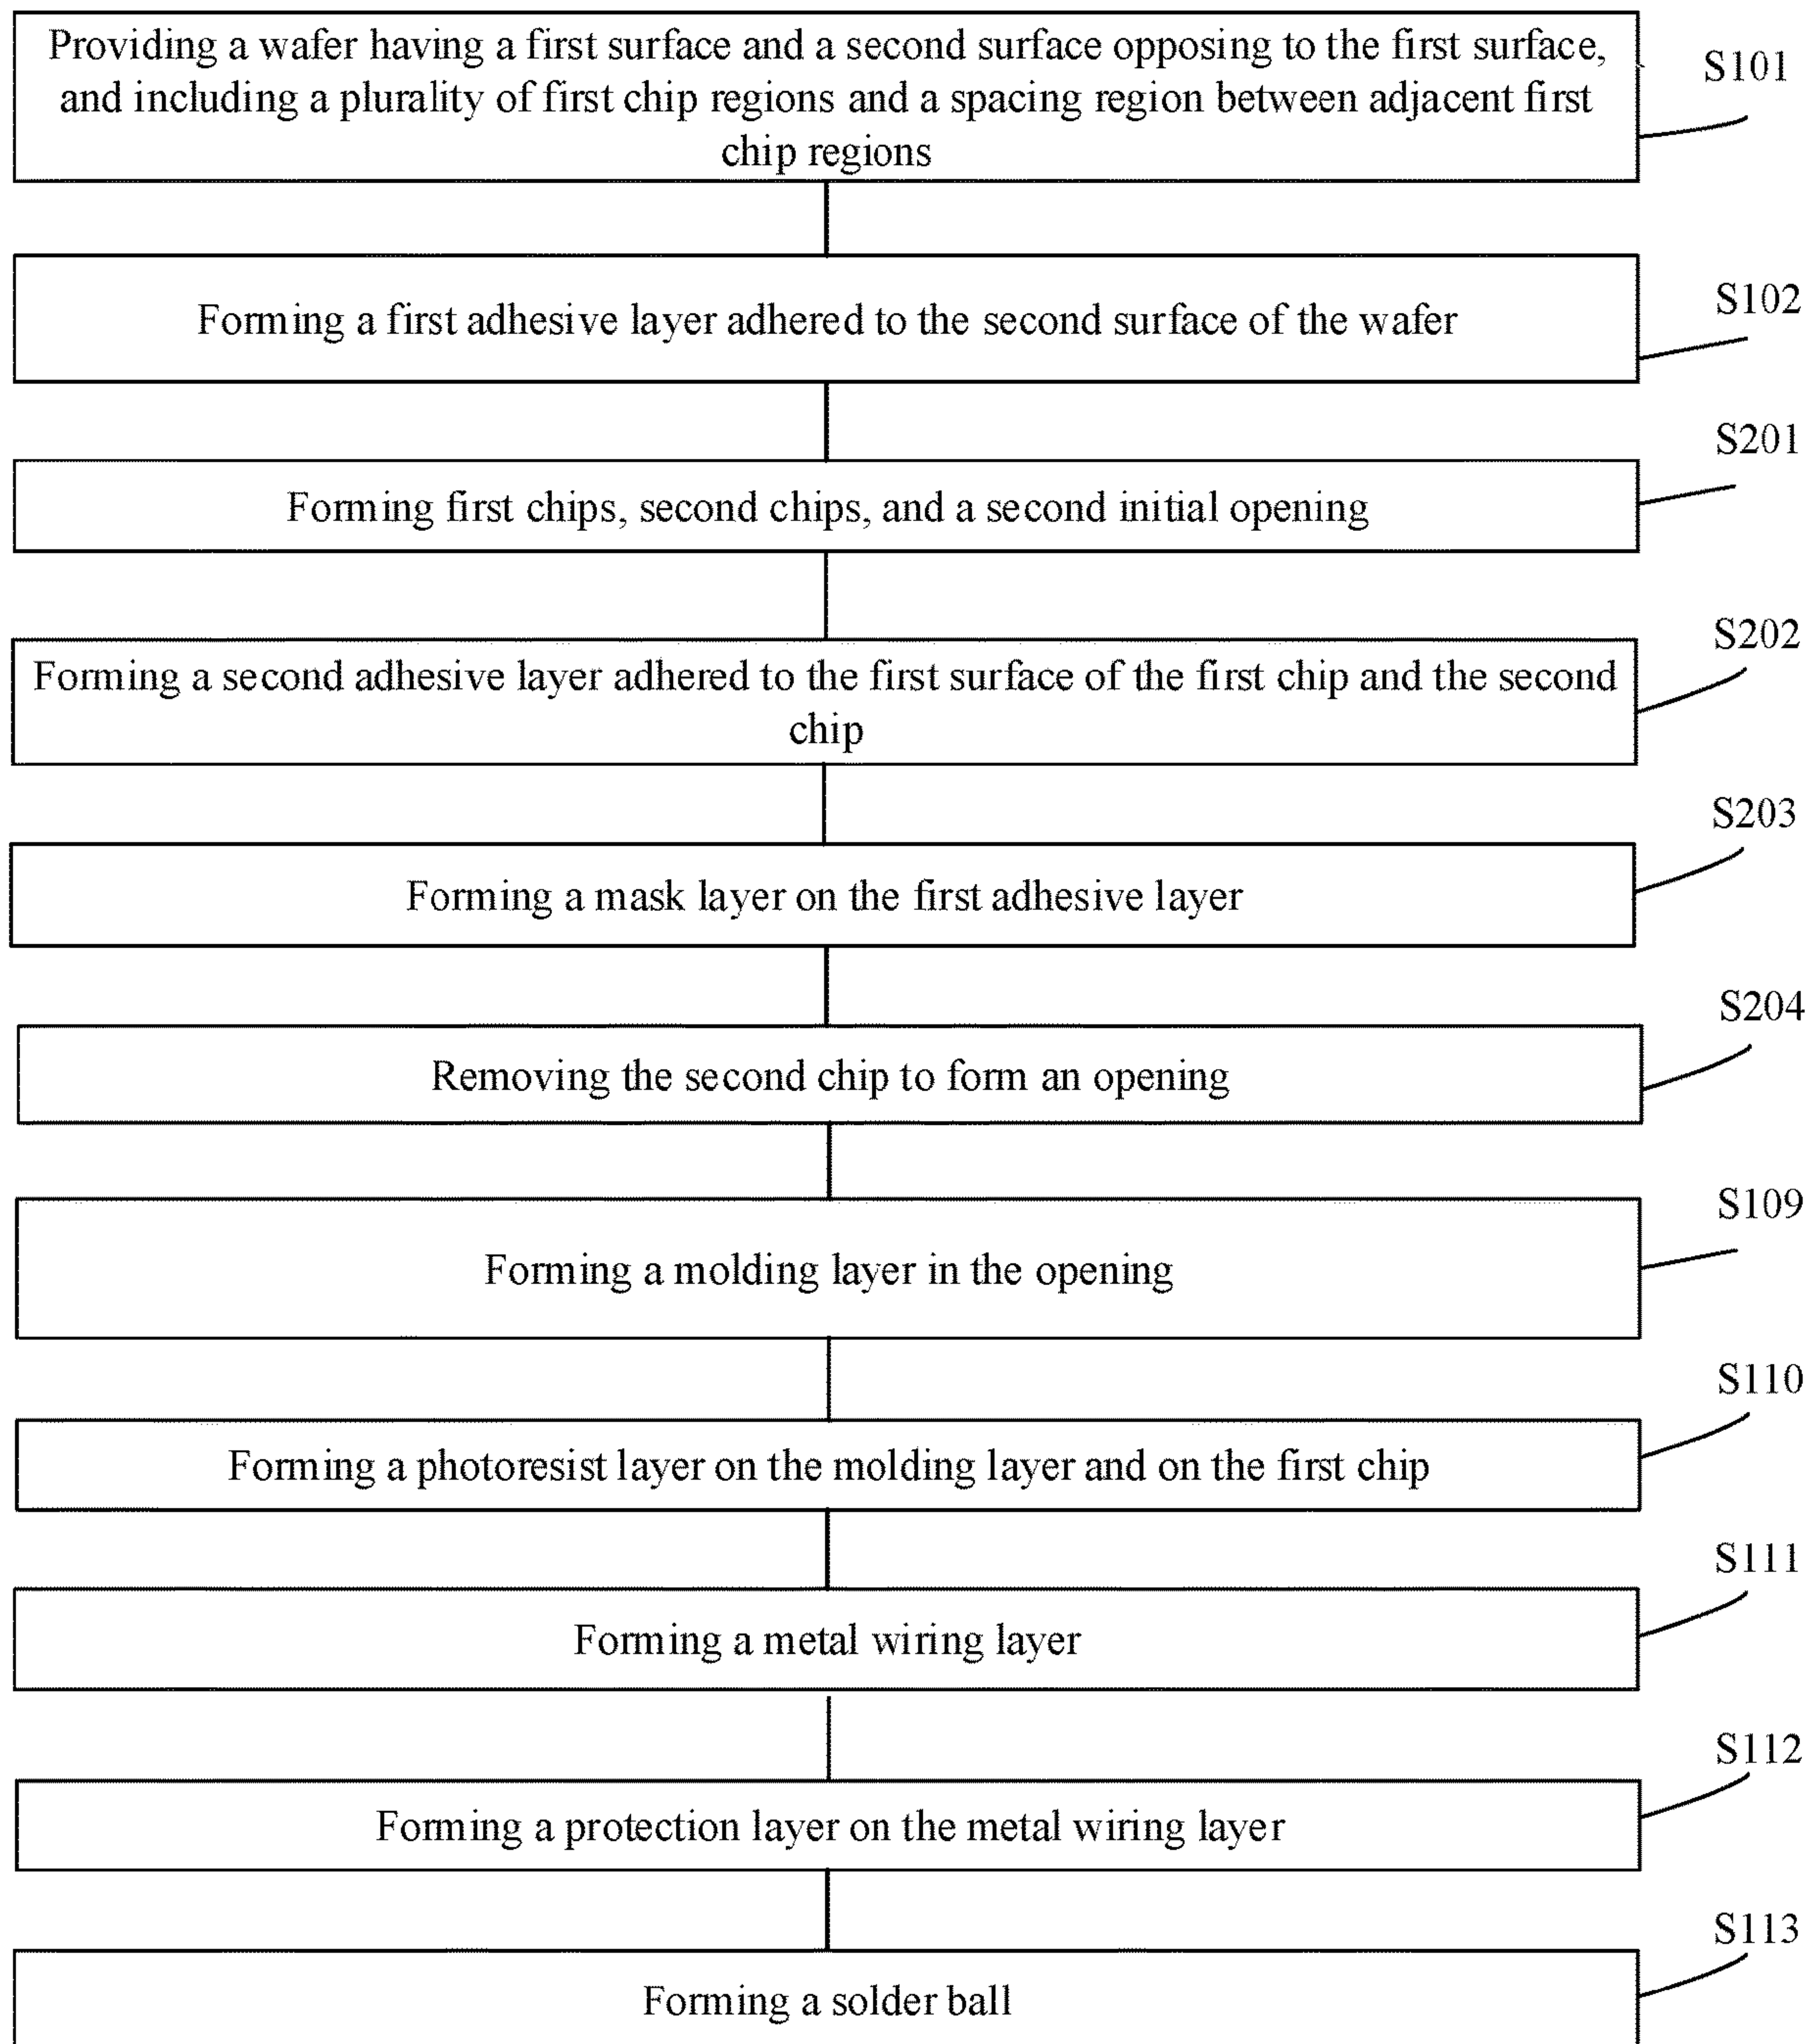 Providing a wafer having a first surface and a second surface opposing to the first surface,
and including a plurality of first chip regions and a spacing region between adjacent first
chip regions
S101
Forming a first adhesive layer adhered to the second surface of the wafer
S102
Forming first chips, second chips, and a second initial opening
S201
Forming a second adhesive layer adhered to the first surface of the first chip and the second
chip
S202
Forming a mask layer on the first adhesive layer
S203
Removing the second chip to form an opening
S204
Forming a molding layer in the opening
S109
Forming a photoresist layer on the molding layer and on the first chip
S110
Forming a metal wiring layer
S111
Forming a protection layer on the metal wiring layer
S112
Forming a solder ball
S113